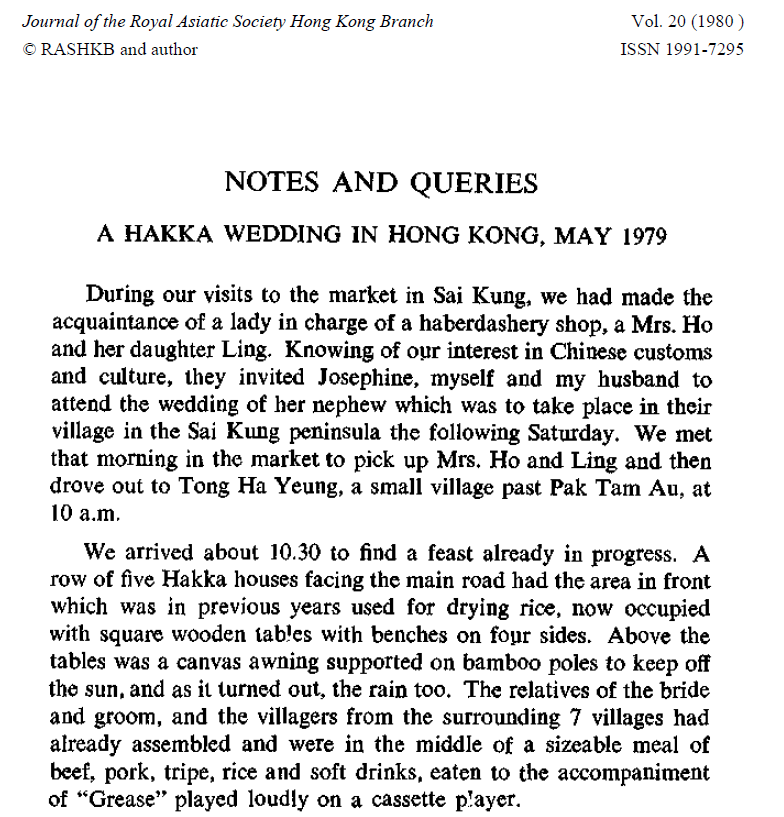 Journal of the Royal Asiatic Society Hong Kong Branch Vol. 20 (1980 )
© RASHKB and author ISSN 1991-7295
NOTES AND QUERIES
A HAKKA WEDDING IN HONG KONG, MAY 1979
During our visits to the market in Sai Kung, we had made the
acquaintance of a lady in charge of a haberdashery shop, a Mrs. Ho
and her daughter Ling. Knowing of our interest in Chinese customs
and culture, they invited Josephine, myself and my husband to
attend the wedding of her nephew which was to take place in their
village in the Sai Kung peninsula the following Saturday. We met
that morning in the market to pick up Mrs. Ho and Ling and then
drove out to Tong Ha Yeung, a small village past Pak Tam Au, at
10 a.m.
We arrived about 10.30 to find a feast already in progress. A
row of five Hakka houses facing the main road had the area in front
which was in previous years used for drying rice, now occupied
with square wooden tables with benches on four sides. Above the
tables was a canvas awning supported on bamboo poles to keep off
the sun, and as it turned out, the rain too. The relatives of the bride
and groom, and the villagers from the surrounding 7 villages had
already assembled and were in the middle of a sizeable meal of
beef, pork, tripe, rice and soft drinks, eaten to the accompaniment
of “Grease” played loudly on a cassette player.